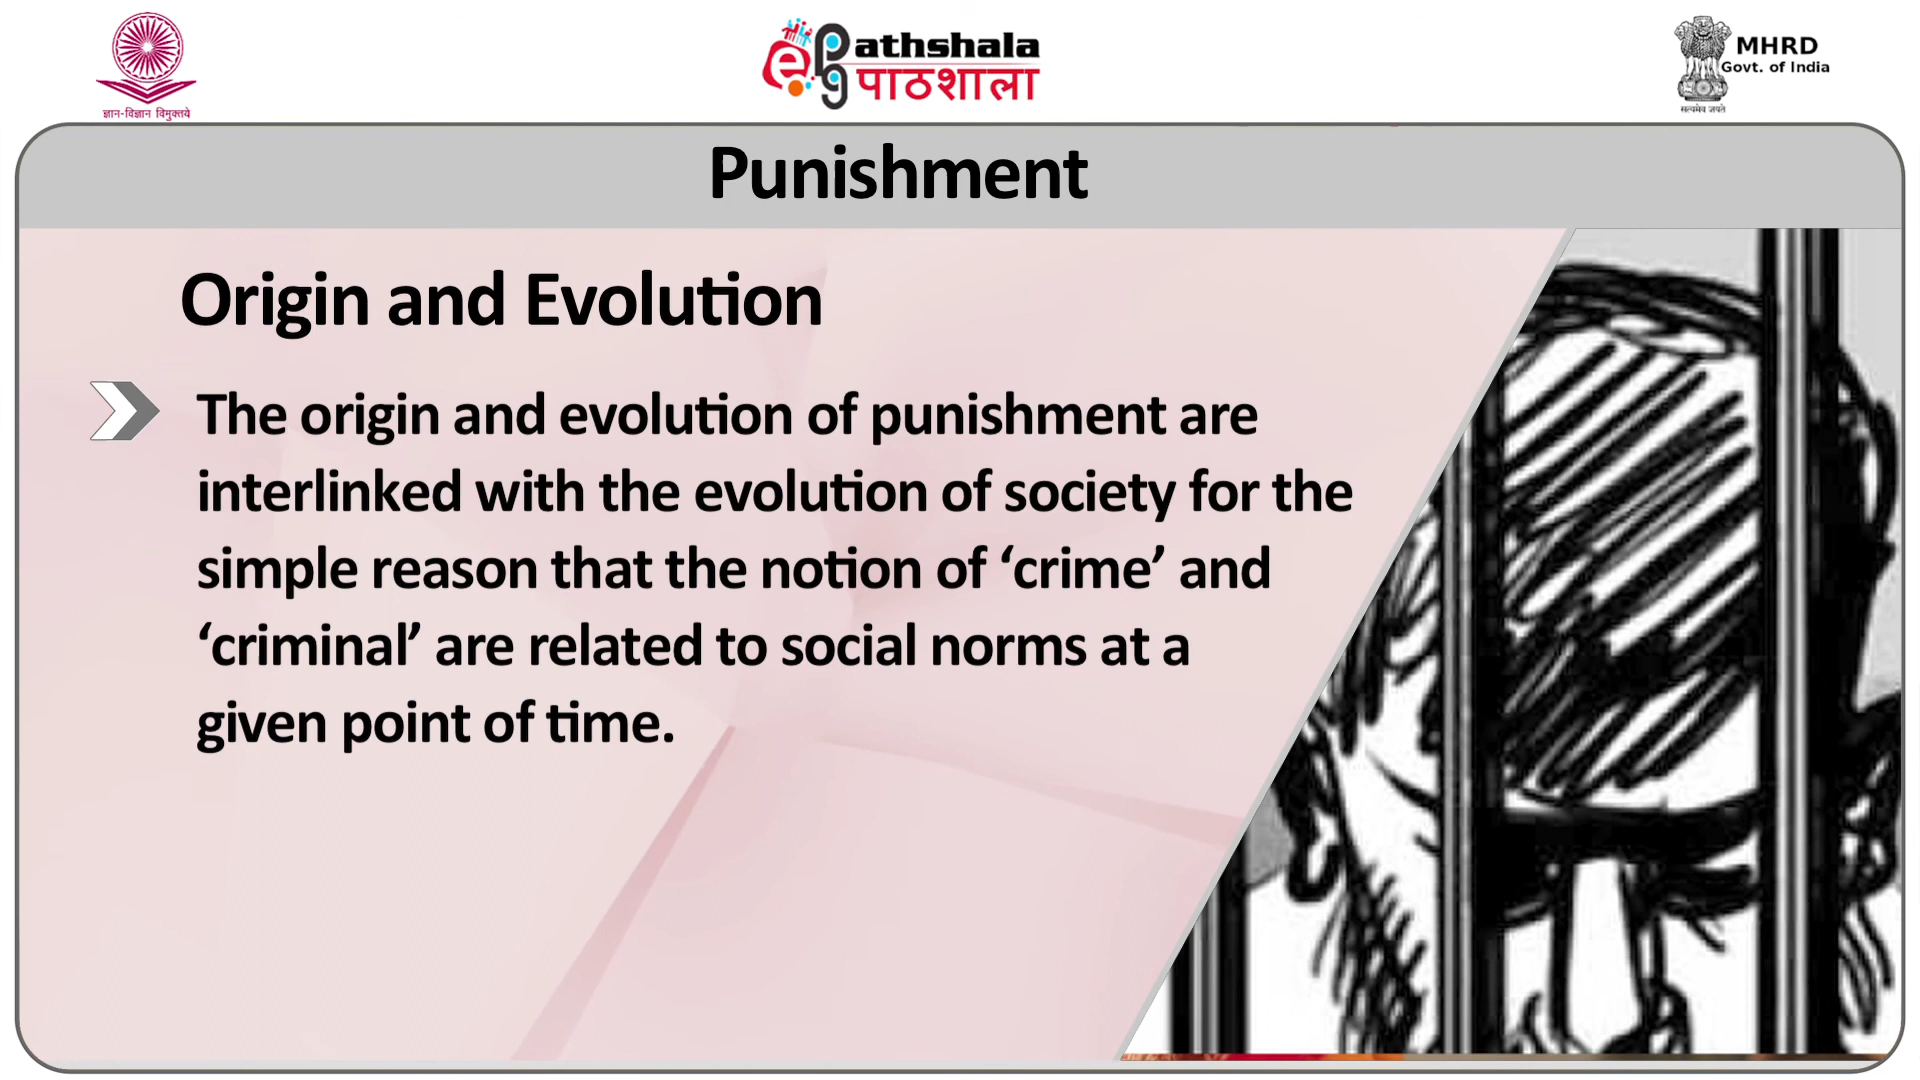 ज्ञान-विज्ञान विमुक्तये
epg Pathshala
पाठशाला
MHRD
Govt. of India
सत्यमेव जयते
Punishment
Origin and Evolution
The origin and evolution of punishment are
interlinked with the evolution of society for the
simple reason that the notion of ‘crime’ and
‘criminal’ are related to social norms at a
given point of time.